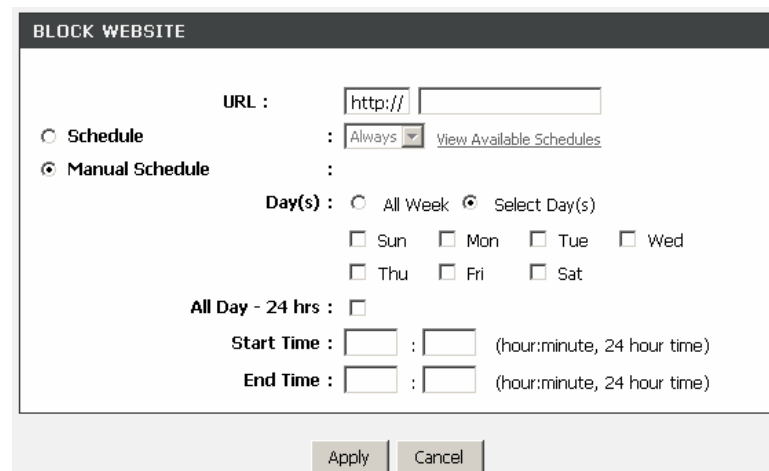 BLOCK WEBSITE
URL : http://
Schedule : Always View Available Schedules
Manual Schedule :
Day(s) : All Week Select Day(s)
Sun Mon Tue Wed
Thu Fri Sat
All Day - 24 hrs :
Start Time : : (hour:minute, 24 hour time)
End Time : : (hour:minute, 24 hour time)
Apply Cancel